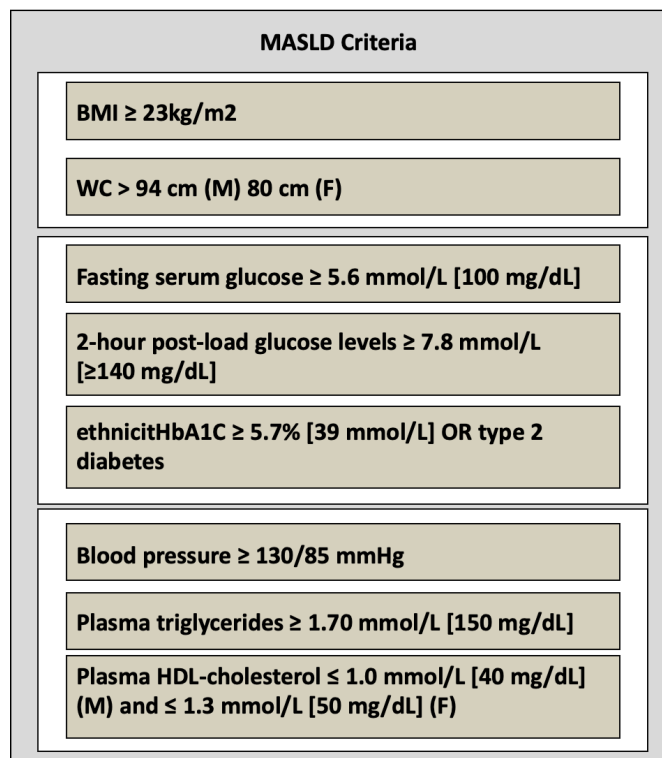 MASLD Criteria
BMI ≥ 23kg/m2
WC > 94 cm (M) 80 cm (F)
Fasting serum glucose ≥ 5.6 mmol/L [100 mg/dL]
2-hour post-load glucose levels ≥ 7.8 mmol/L
[≥140 mg/dL]
ethnicitHbA1C ≥ 5.7% [39 mmol/L] OR type 2
diabetes
Blood pressure ≥ 130/85 mmHg
Plasma triglycerides ≥ 1.70 mmol/L [150 mg/dL]
Plasma HDL-cholesterol ≤ 1.0 mmol/L [40 mg/dL]
(M) and ≤ 1.3 mmol/L [50 mg/dL] (F)